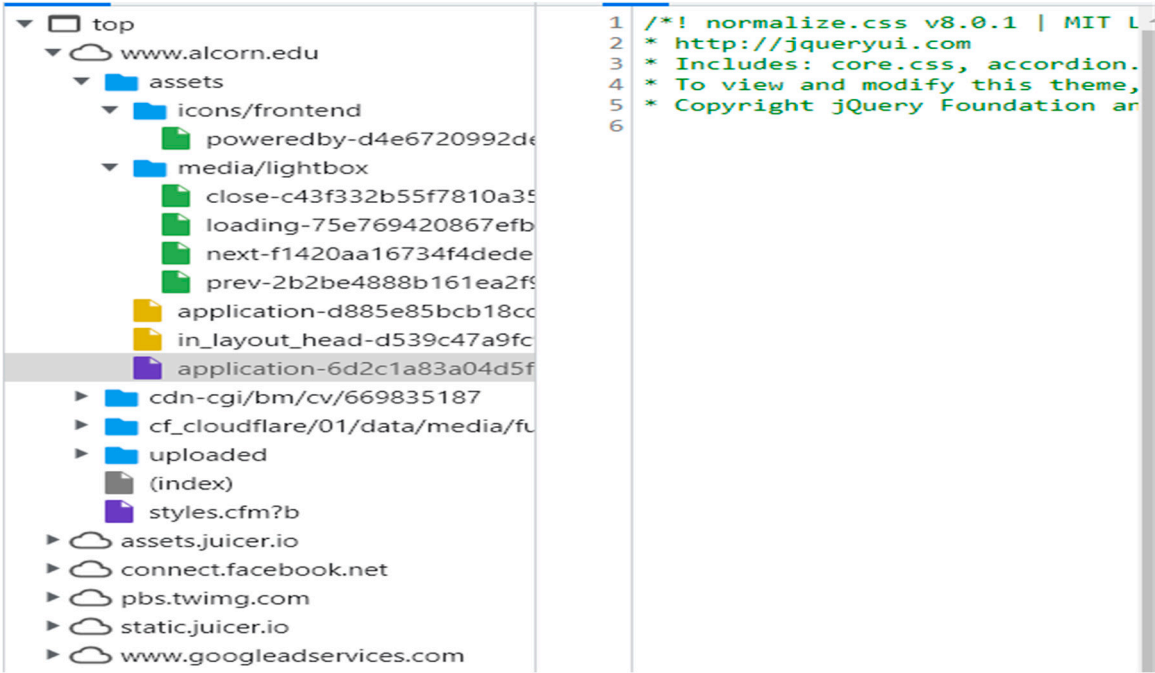 top
www.alcorn.edu
assets
icons/frontend
poweredby-d4e6720992de
media/lightbox
close-c43f332b55f7810a35
loading-75e769420867efb
next-f1420aa16734f4dede
prev-2b2be4888b161ea2f9
application-d885e85bcb18cc
in_layout_head-d539c47a9fc
application-6d2c1a83a04d5f
cdn-cgi/bm/cv/669835187
cf_cloudflare/01/data/media/fu
uploaded
(index)
styles.cfm?b
assets.juicer.io
connect.facebook.net
pbs.twimg.com
static.juicer.io
www.googleadservices.com
1 /*! normalize.css v8.0.1 | MIT L
2 * http://jqueryui.com
3 * Includes: core.css, accordion.
4 * To view and modify this theme,
5 * Copyright jQuery Foundation an
6